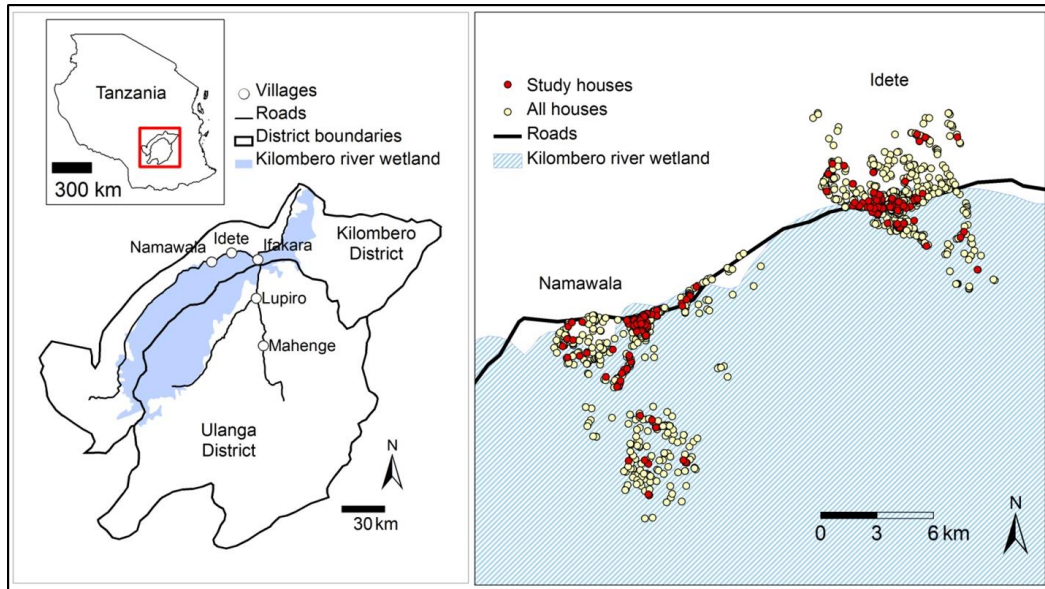 Tanzania
300 km
Villages
Roads
District boundaries
Kilombero river wetland
Namawala
Idete
Ifakara
Kilombero
District
Lupiro
Mahenge
Ulanga
District
N
30 km
Study houses
All houses
Roads
Kilombero river wetland
Idete
Namawala
N
0 3 6 km